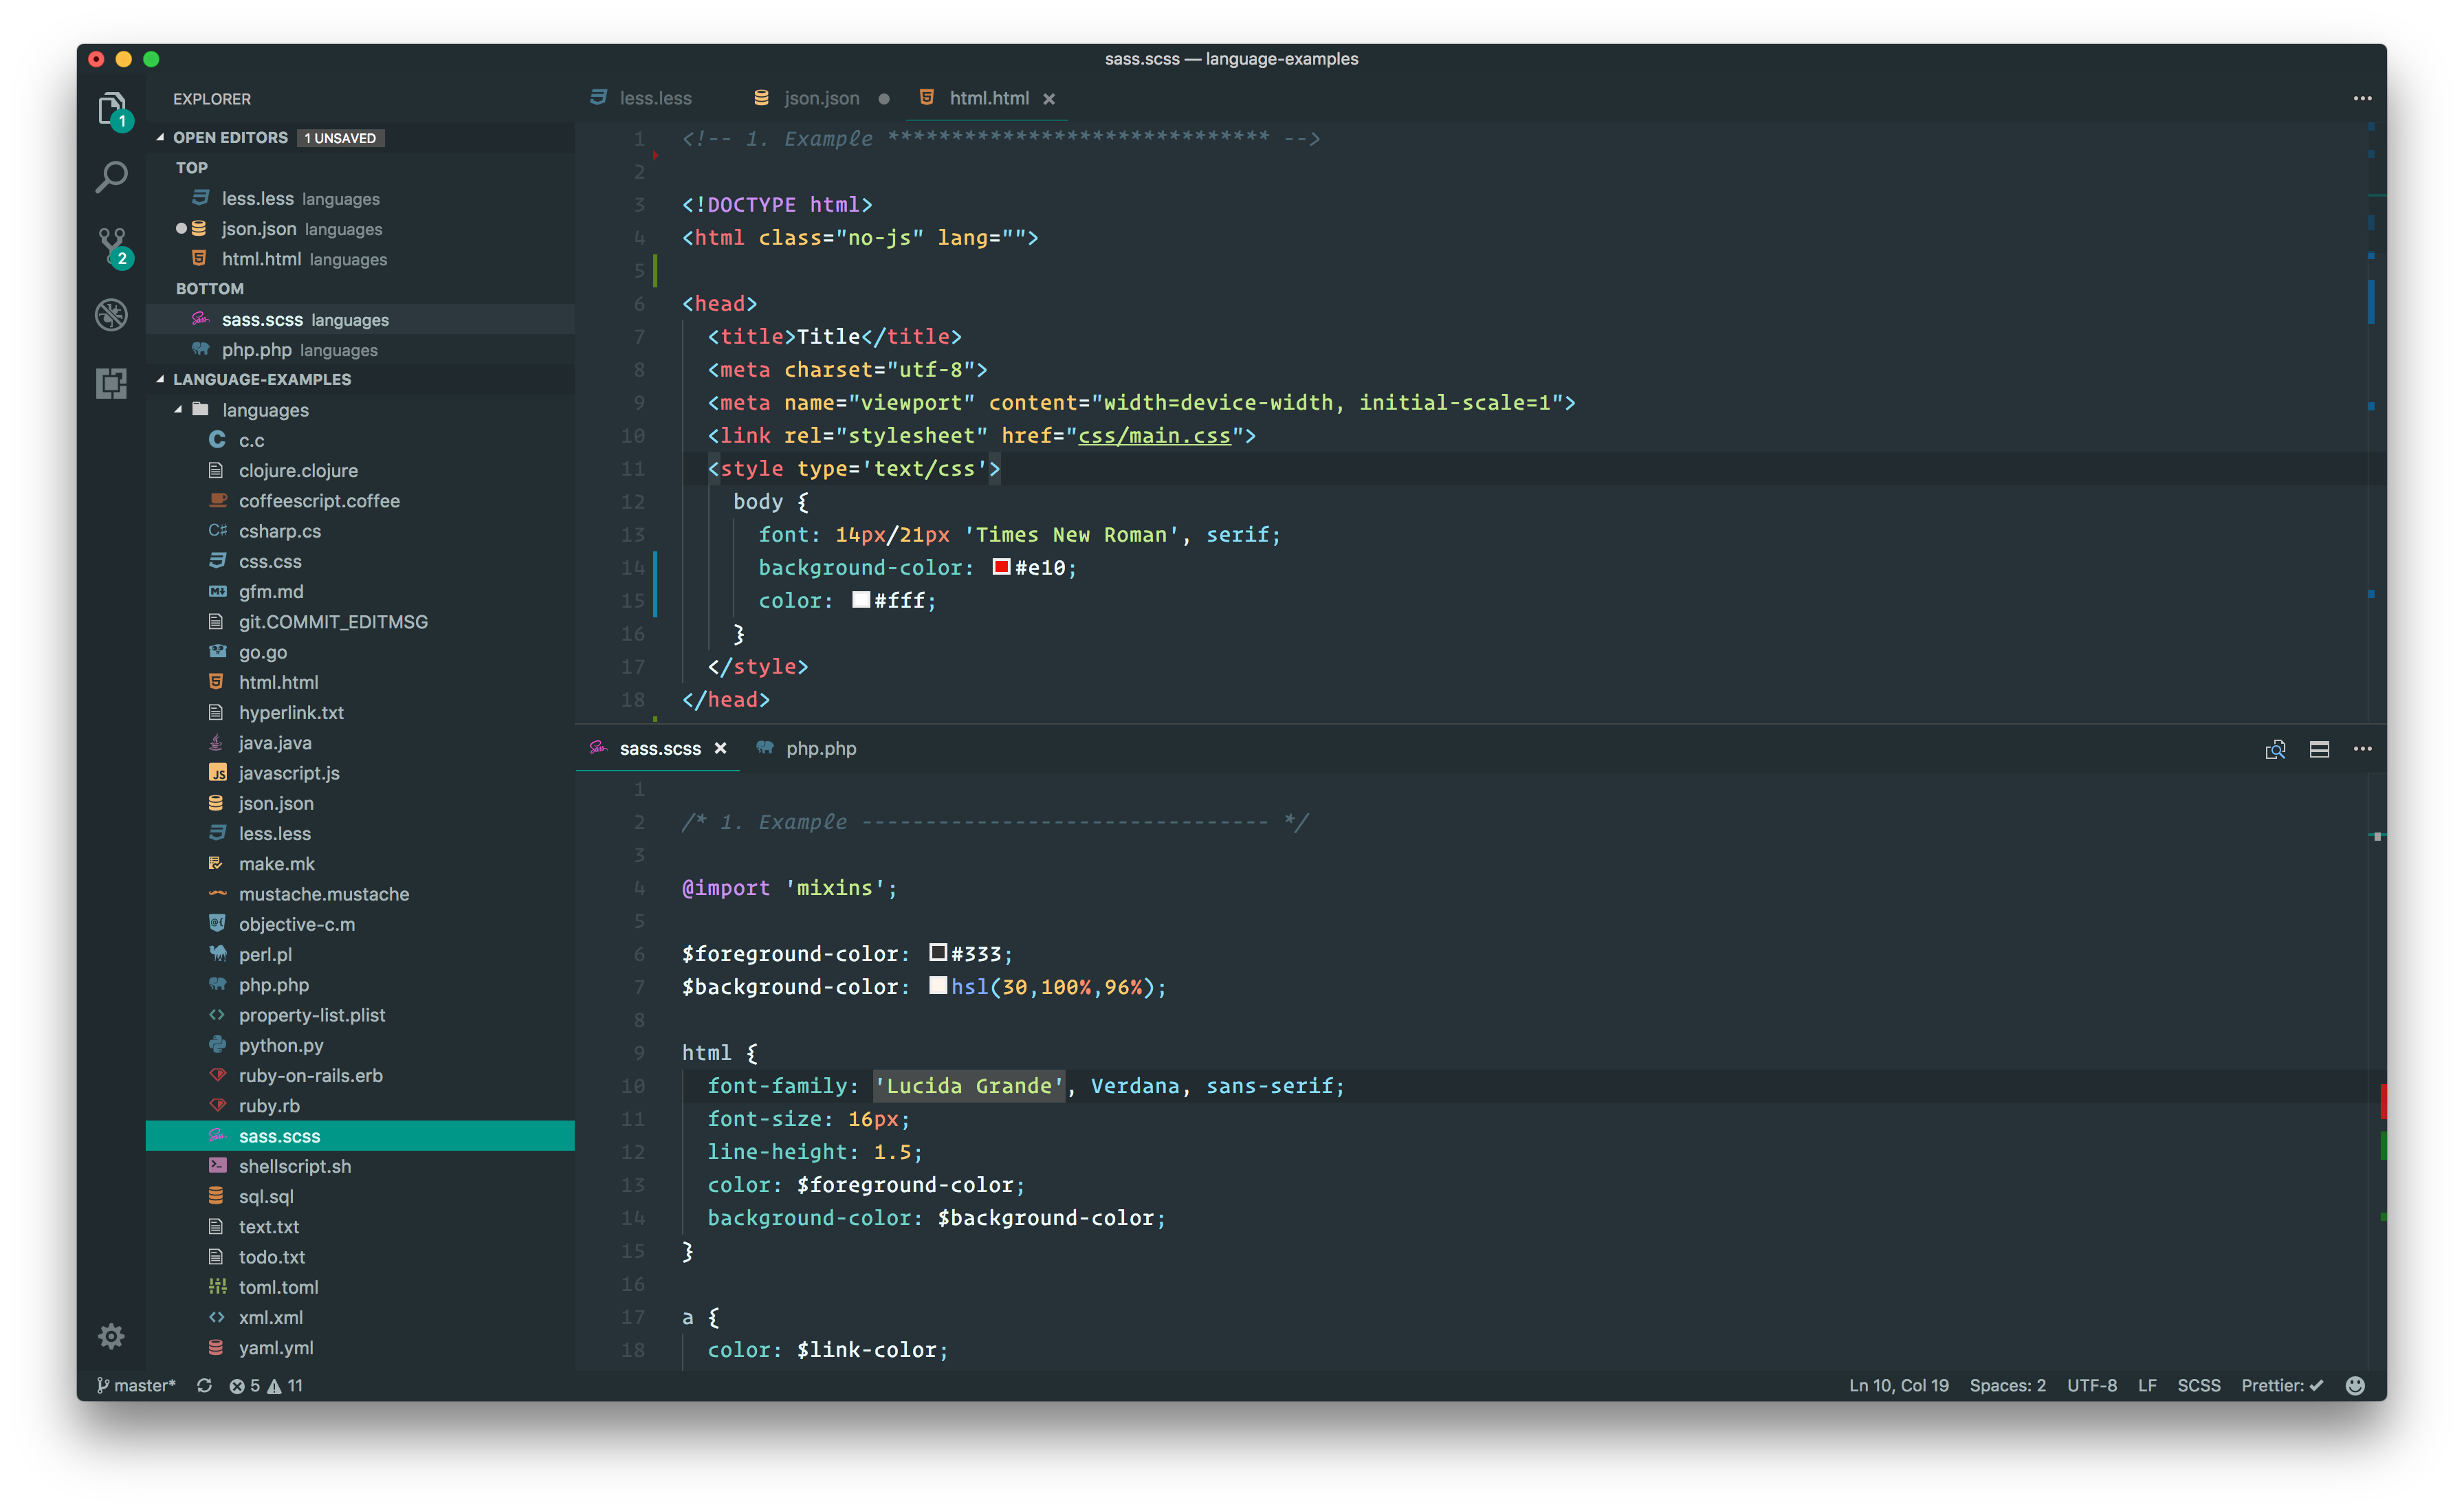 sass.scss — language-examples
1
2
EXPLORER
OPEN EDITORS 1 UNSAVED
TOP
less.less languages
json.json languages
html.html languages
BOTTOM
sass.scss languages
php.php languages
LANGUAGE-EXAMPLES
languages
c.c
clojure.clojure
coffeescript.coffee
csharp.cs
css.css
gfm.md
git.COMMIT_EDITMSG
go.go
html.html
hyperlink.txt
java.java
javascript.js
json.json
less.less
make.mk
mustache.mustache
objective-c.m
perl.pl
php.php
property-list.plist
python.py
ruby-on-rails.erb
ruby.rb
sass.scss
shellscript.sh
sql.sql
text.txt
todo.txt
toml.toml
xml.xml
yaml.yml
less.less json.json html.html
1 <!-- 1. Example ****************************** -->
2
3 <!DOCTYPE html>
4 <html class="no-js" lang="">
5
6 <head>
7 <title>Title</title>
8 <meta charset="utf-8">
9 <meta name="viewport" content="width=device-width, initial-scale=1">
10 <link rel="stylesheet" href="css/main.css">
11 <style type='text/css'>
12 body {
13 font: 14px/21px 'Times New Roman', serif;
14 background-color: #e10;
15 color: #fff;
16 }
17 </style>
18 </head>
sass.scss php.php
1
2 /* 1. Example -------------------------------- */
3
4 @import 'mixins';
5
6 $foreground-color: #333;
7 $background-color: hsl(30,100%,96%);
8
9 html {
10 font-family: 'Lucida Grande', Verdana, sans-serif;
11 font-size: 16px;
12 line-height: 1.5;
13 color: $foreground-color;
14 background-color: $background-color;
15 }
16
17 a {
18 color: $link-color;
master* 5 11 Ln 10, Col 19 Spaces: 2 UTF-8 LF SCSS Prettier: ✓